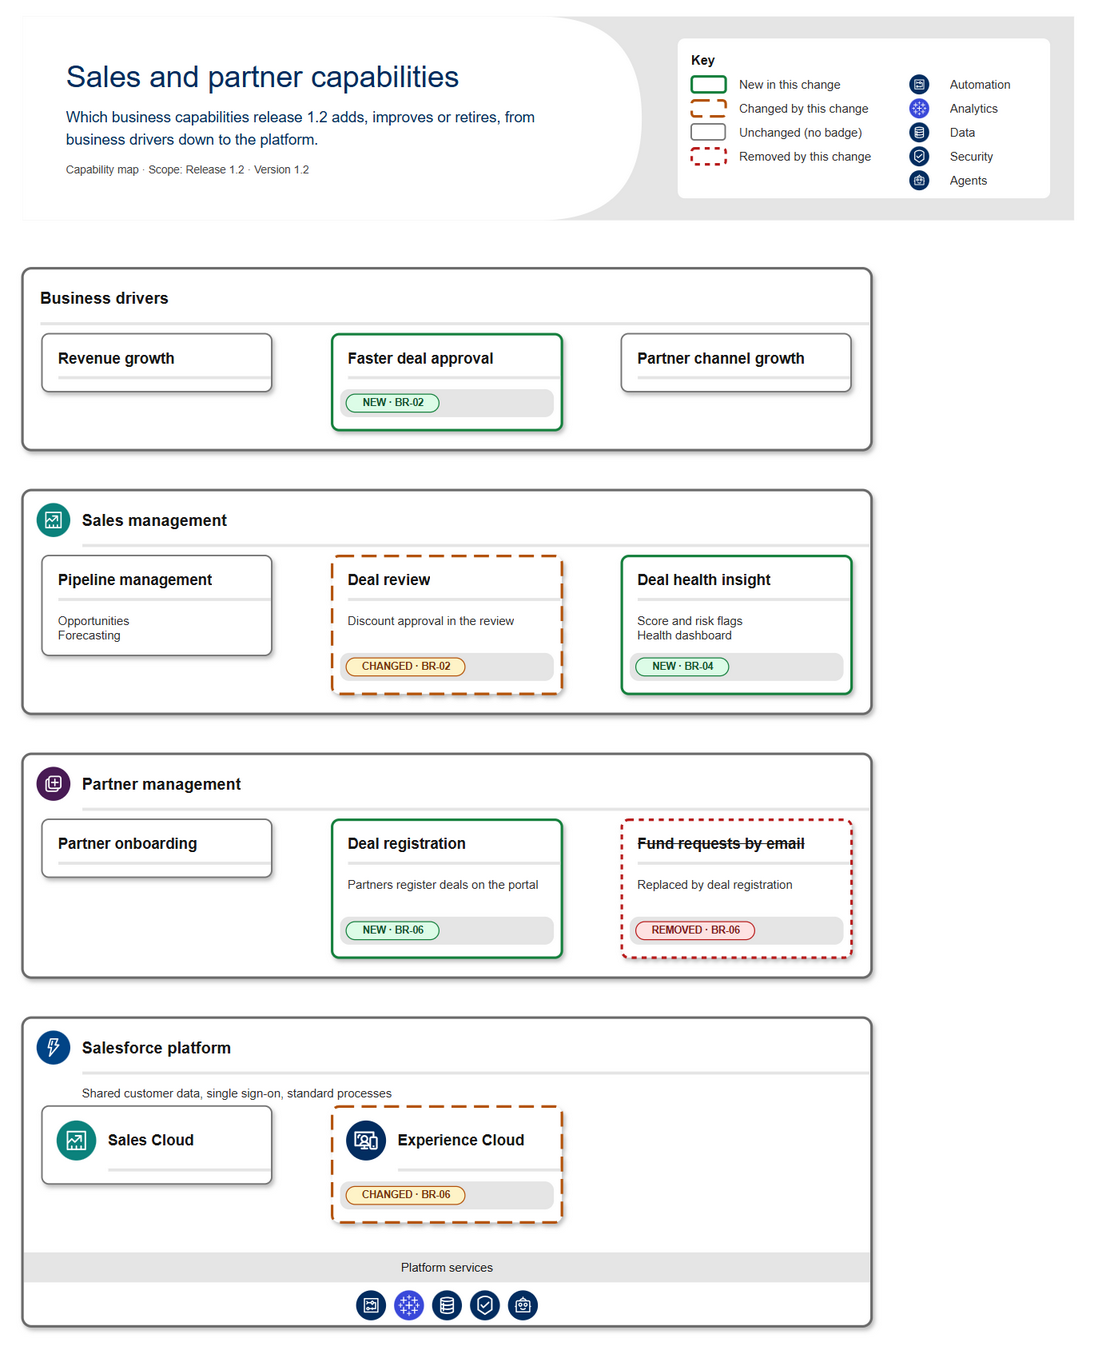 Sales and partner capabilities
Which business capabilities release 1.2 adds, improves or retires, from
business drivers down to the platform.
Capability map · Scope: Release 1.2 · Version 1.2
Key
New in this change
Changed by this change
Unchanged (no badge)
Removed by this change
Automation
Analytics
Data
Security
Agents
Business drivers
Revenue growth
Faster deal approval
NEW · BR-02
Partner channel growth
Sales management
Pipeline management
Opportunities
Forecasting
Deal review
Discount approval in the review
CHANGED · BR-02
Deal health insight
Score and risk flags
Health dashboard
NEW · BR-04
Partner management
Partner onboarding
Deal registration
Partners register deals on the portal
NEW · BR-06
Fund requests by email
Replaced by deal registration
REMOVED · BR-06
Salesforce platform
Shared customer data, single sign-on, standard processes
Sales Cloud
Experience Cloud
CHANGED · BR-06
Platform services